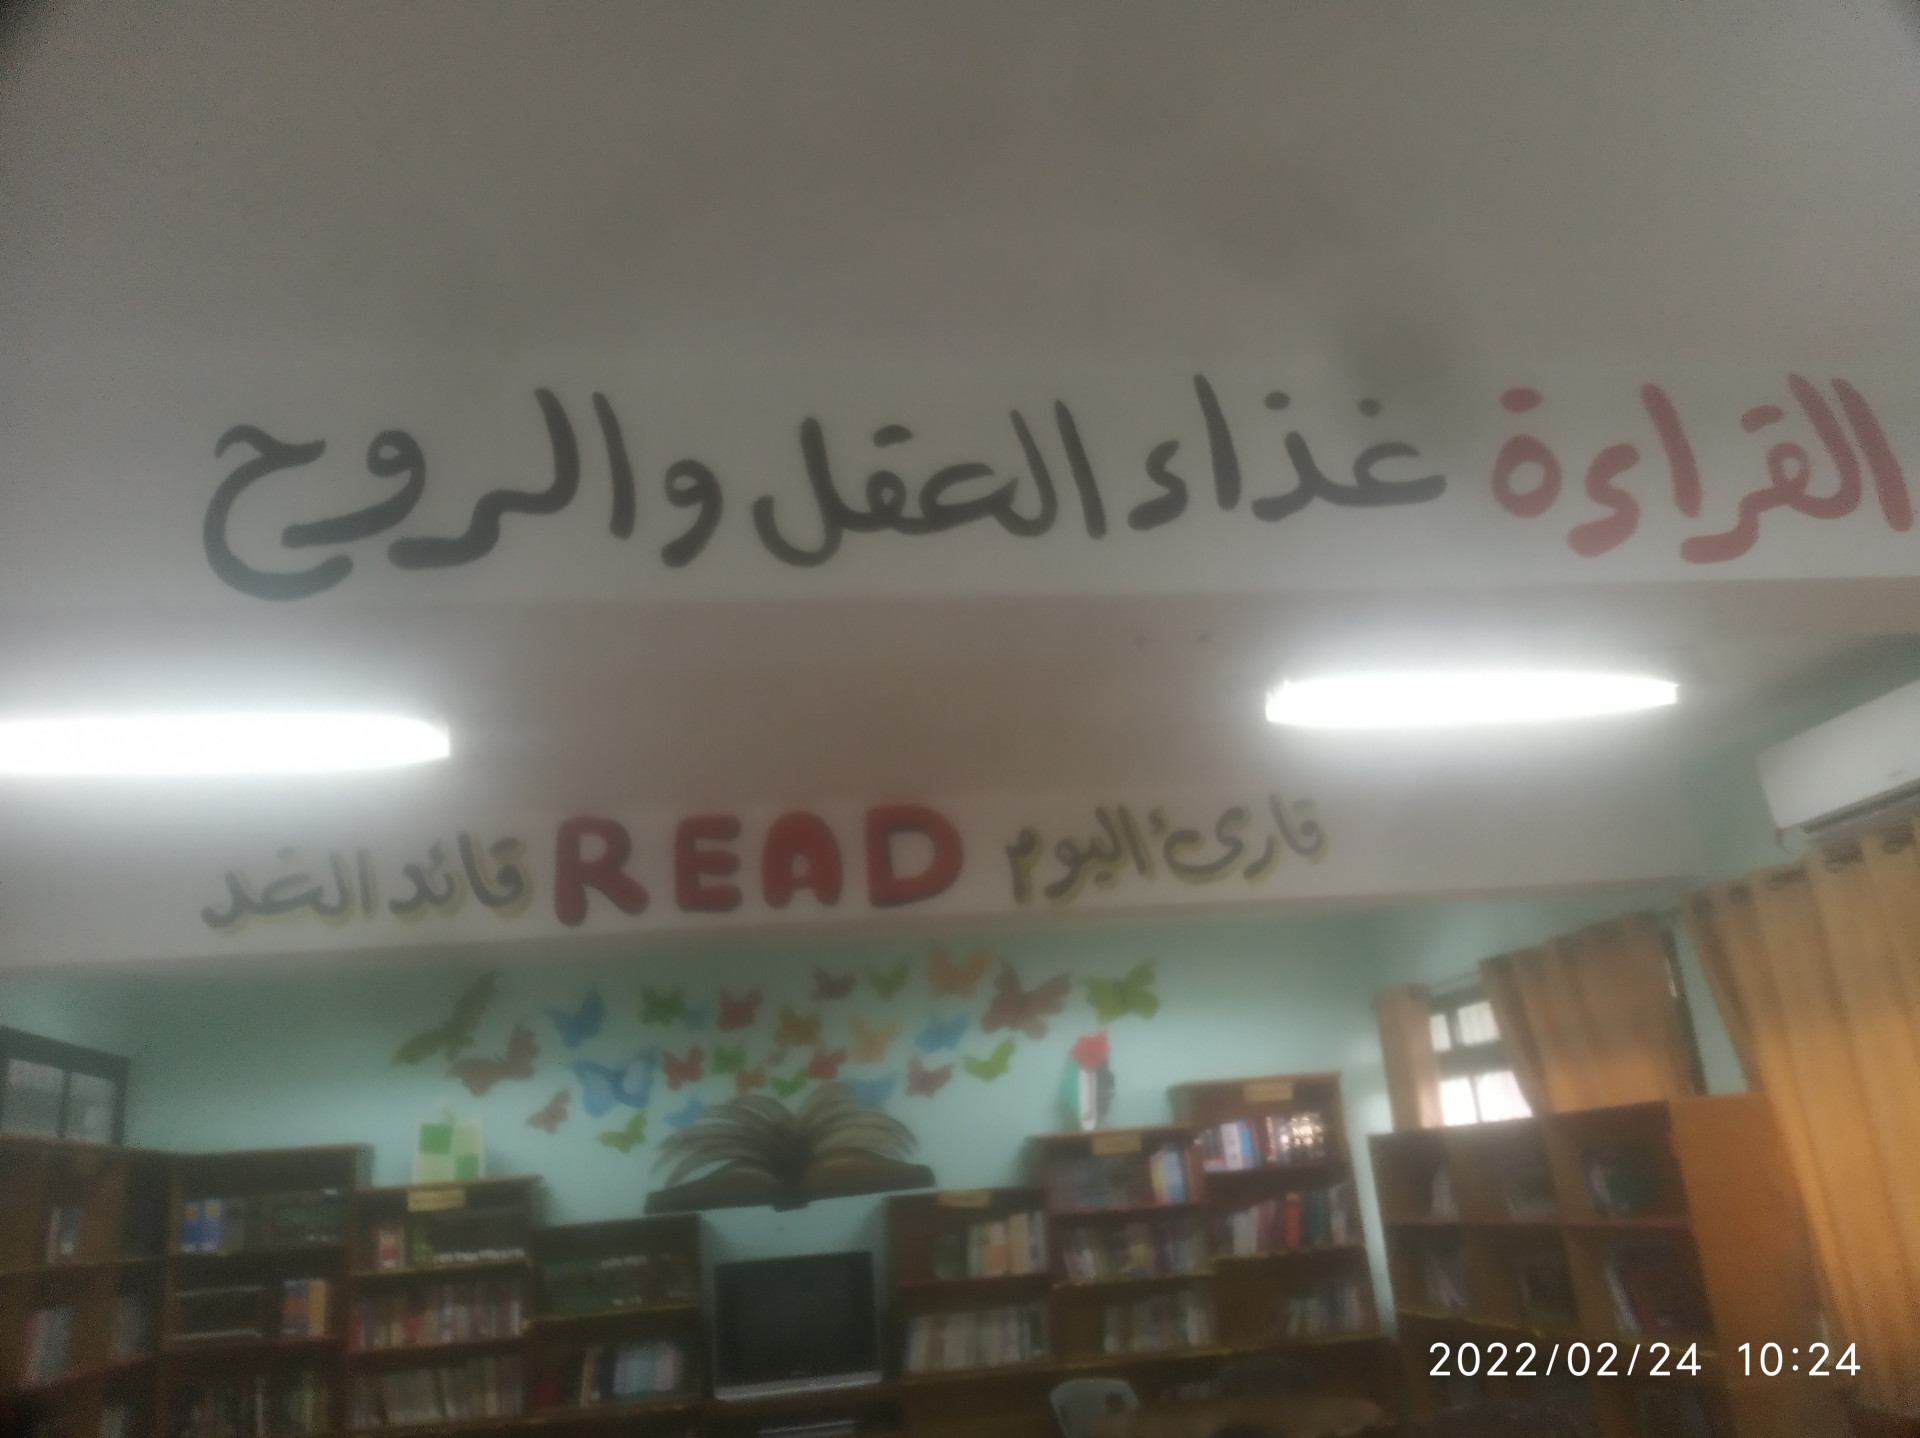 القراءة غذاء العقل والروح
قارئ اليوم READ قائد الغد
2022/02/24 10:24